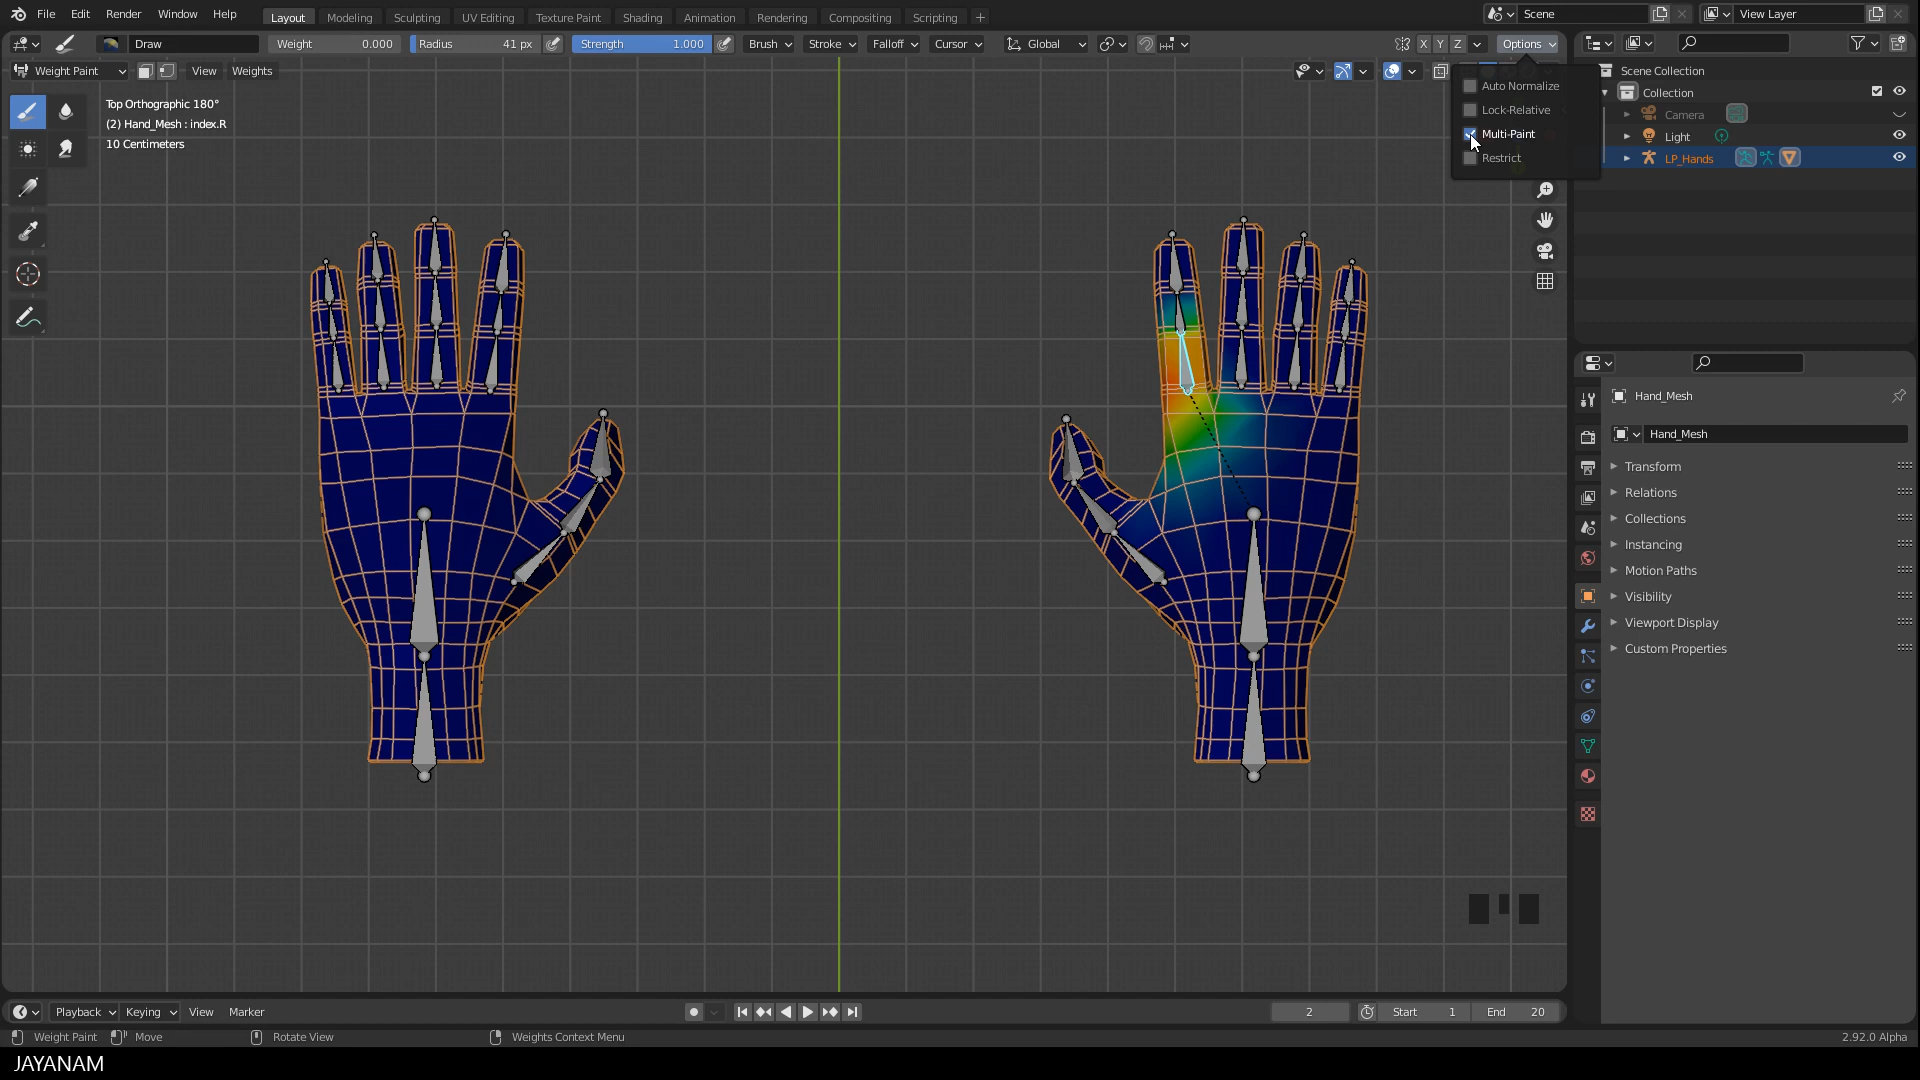 File Edit Render Window Help Layout Modeling Sculpting UV Editing Texture Paint Shading Animation Rendering Compositing Scripting + Scene View Layer
Draw Weight 0.000 Radius 41 px Strength 1.000 Brush Stroke Falloff Cursor Global X Y Z Options
Weight Paint View Weights
Auto Normalize
Lock-Relative
Multi-Paint
Restrict
Top Orthographic 180°
(2) Hand_Mesh : index.R
10 Centimeters
Scene Collection
Collection
Camera
Light
LP_Hands
Hand_Mesh
Hand_Mesh
Transform
Relations
Collections
Instancing
Motion Paths
Visibility
Viewport Display
Custom Properties
Playback Keying View Marker 2 Start 1 End 20
Weight Paint Move Rotate View Weights Context Menu 2.92.0 Alpha
JAYANAM